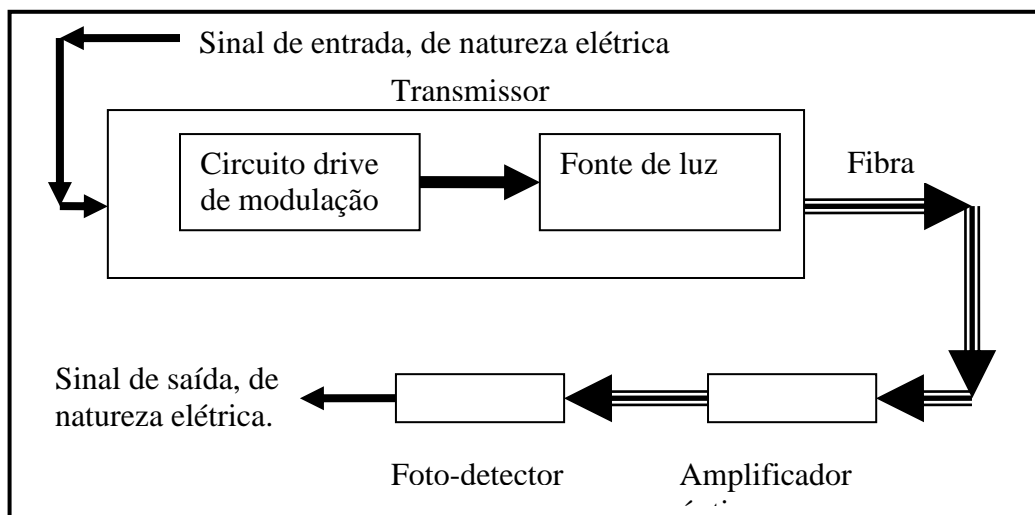 Sinal de entrada, de natureza elétrica
Transmissor
Circuito drive
de modulação
Fonte de luz
Fibra
Sinal de saída, de
natureza elétrica.
Foto-detector
Amplificador